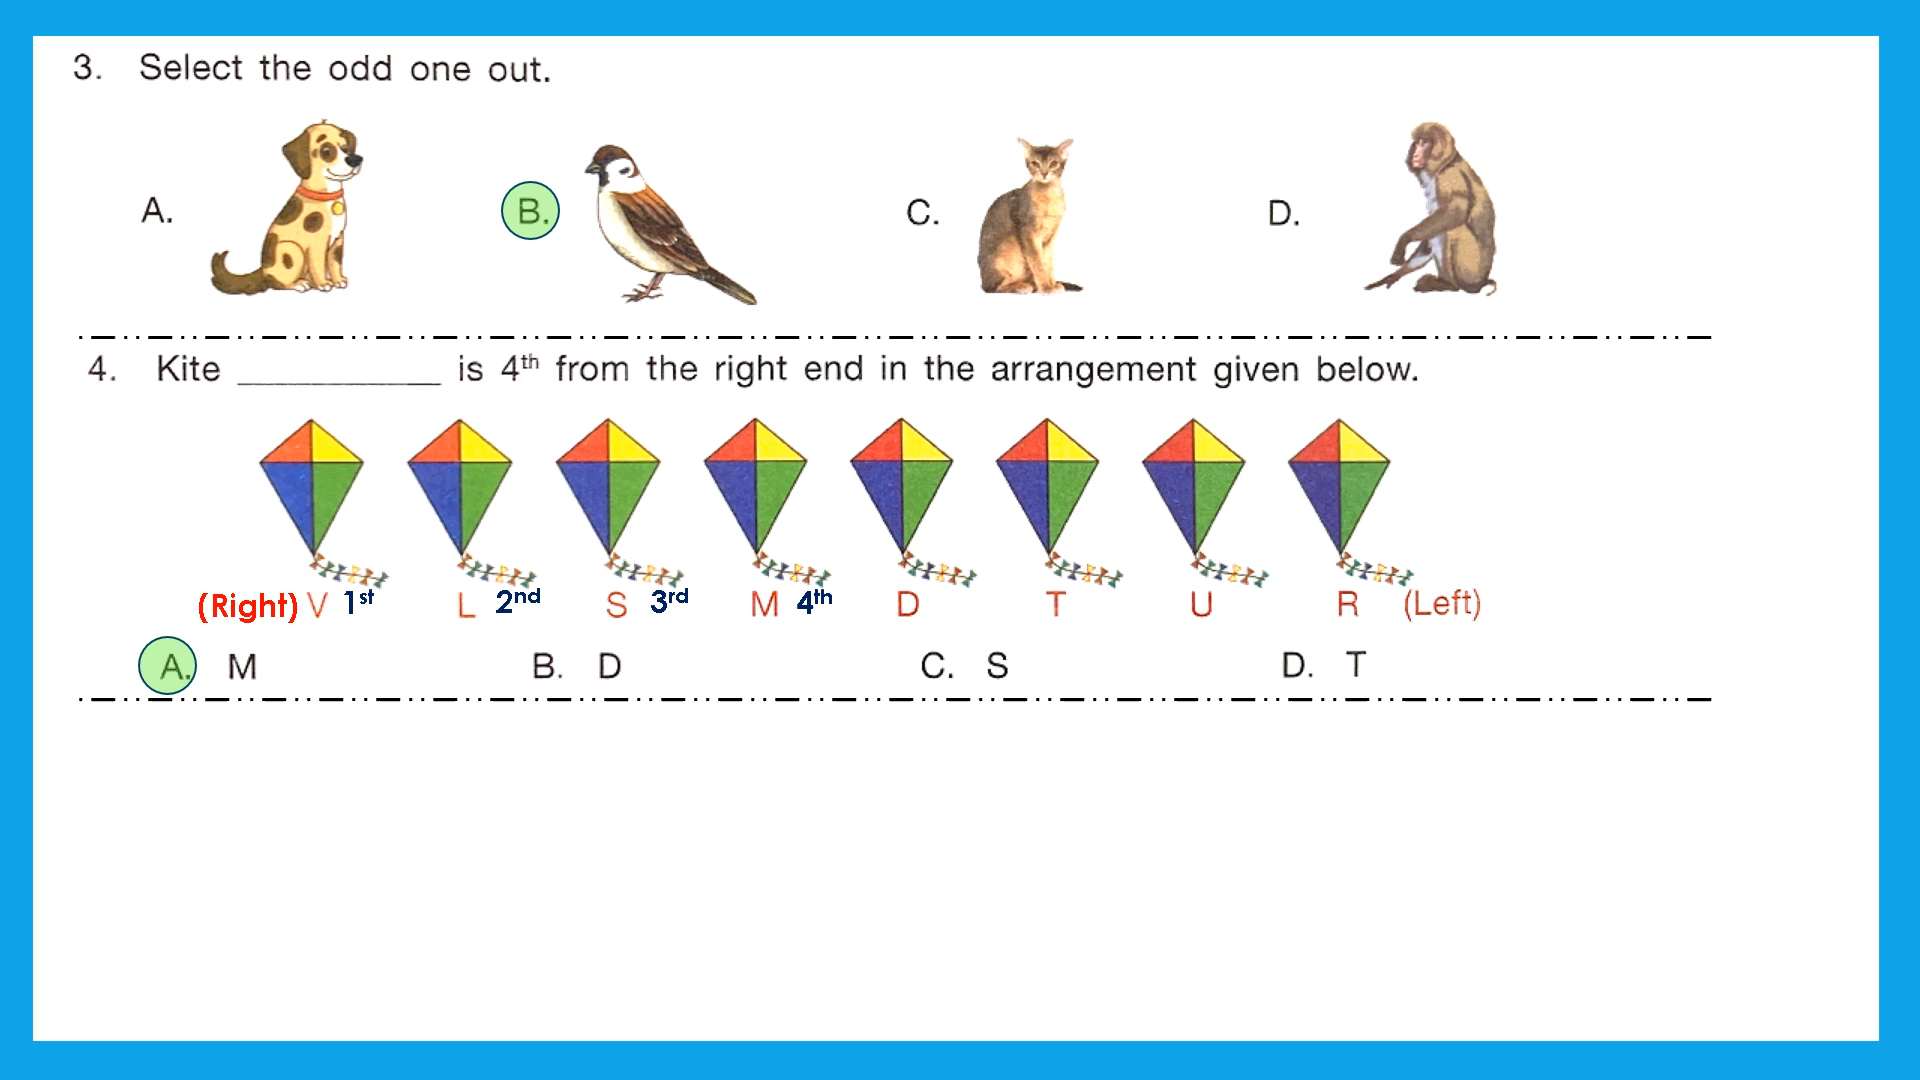 3. Select the odd one out.
A. B. C. D.
4. Kite __________ is 4th from the right end in the arrangement given below.
(Right) V 1st L 2nd S 3rd M 4th D T U R (Left)
A. M B. D C. S D. T